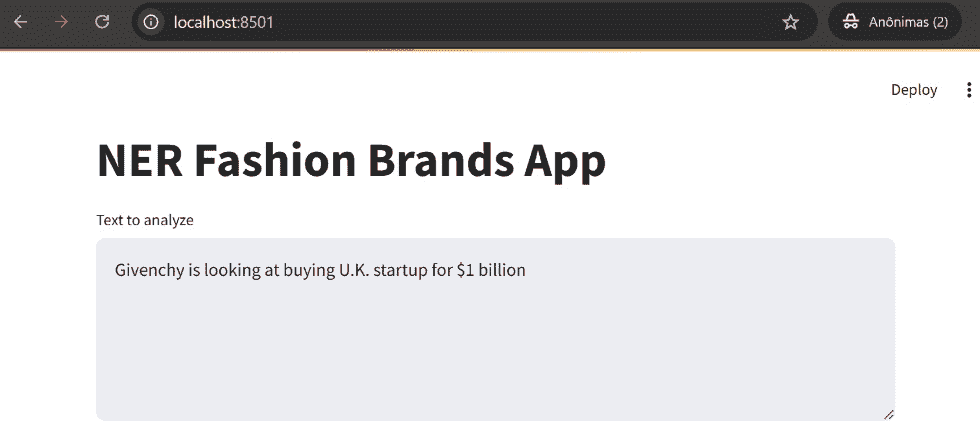 localhost:8501
Anônimas (2)
Deploy
NER Fashion Brands App
Text to analyze
Givenchy is looking at buying U.K. startup for $1 billion